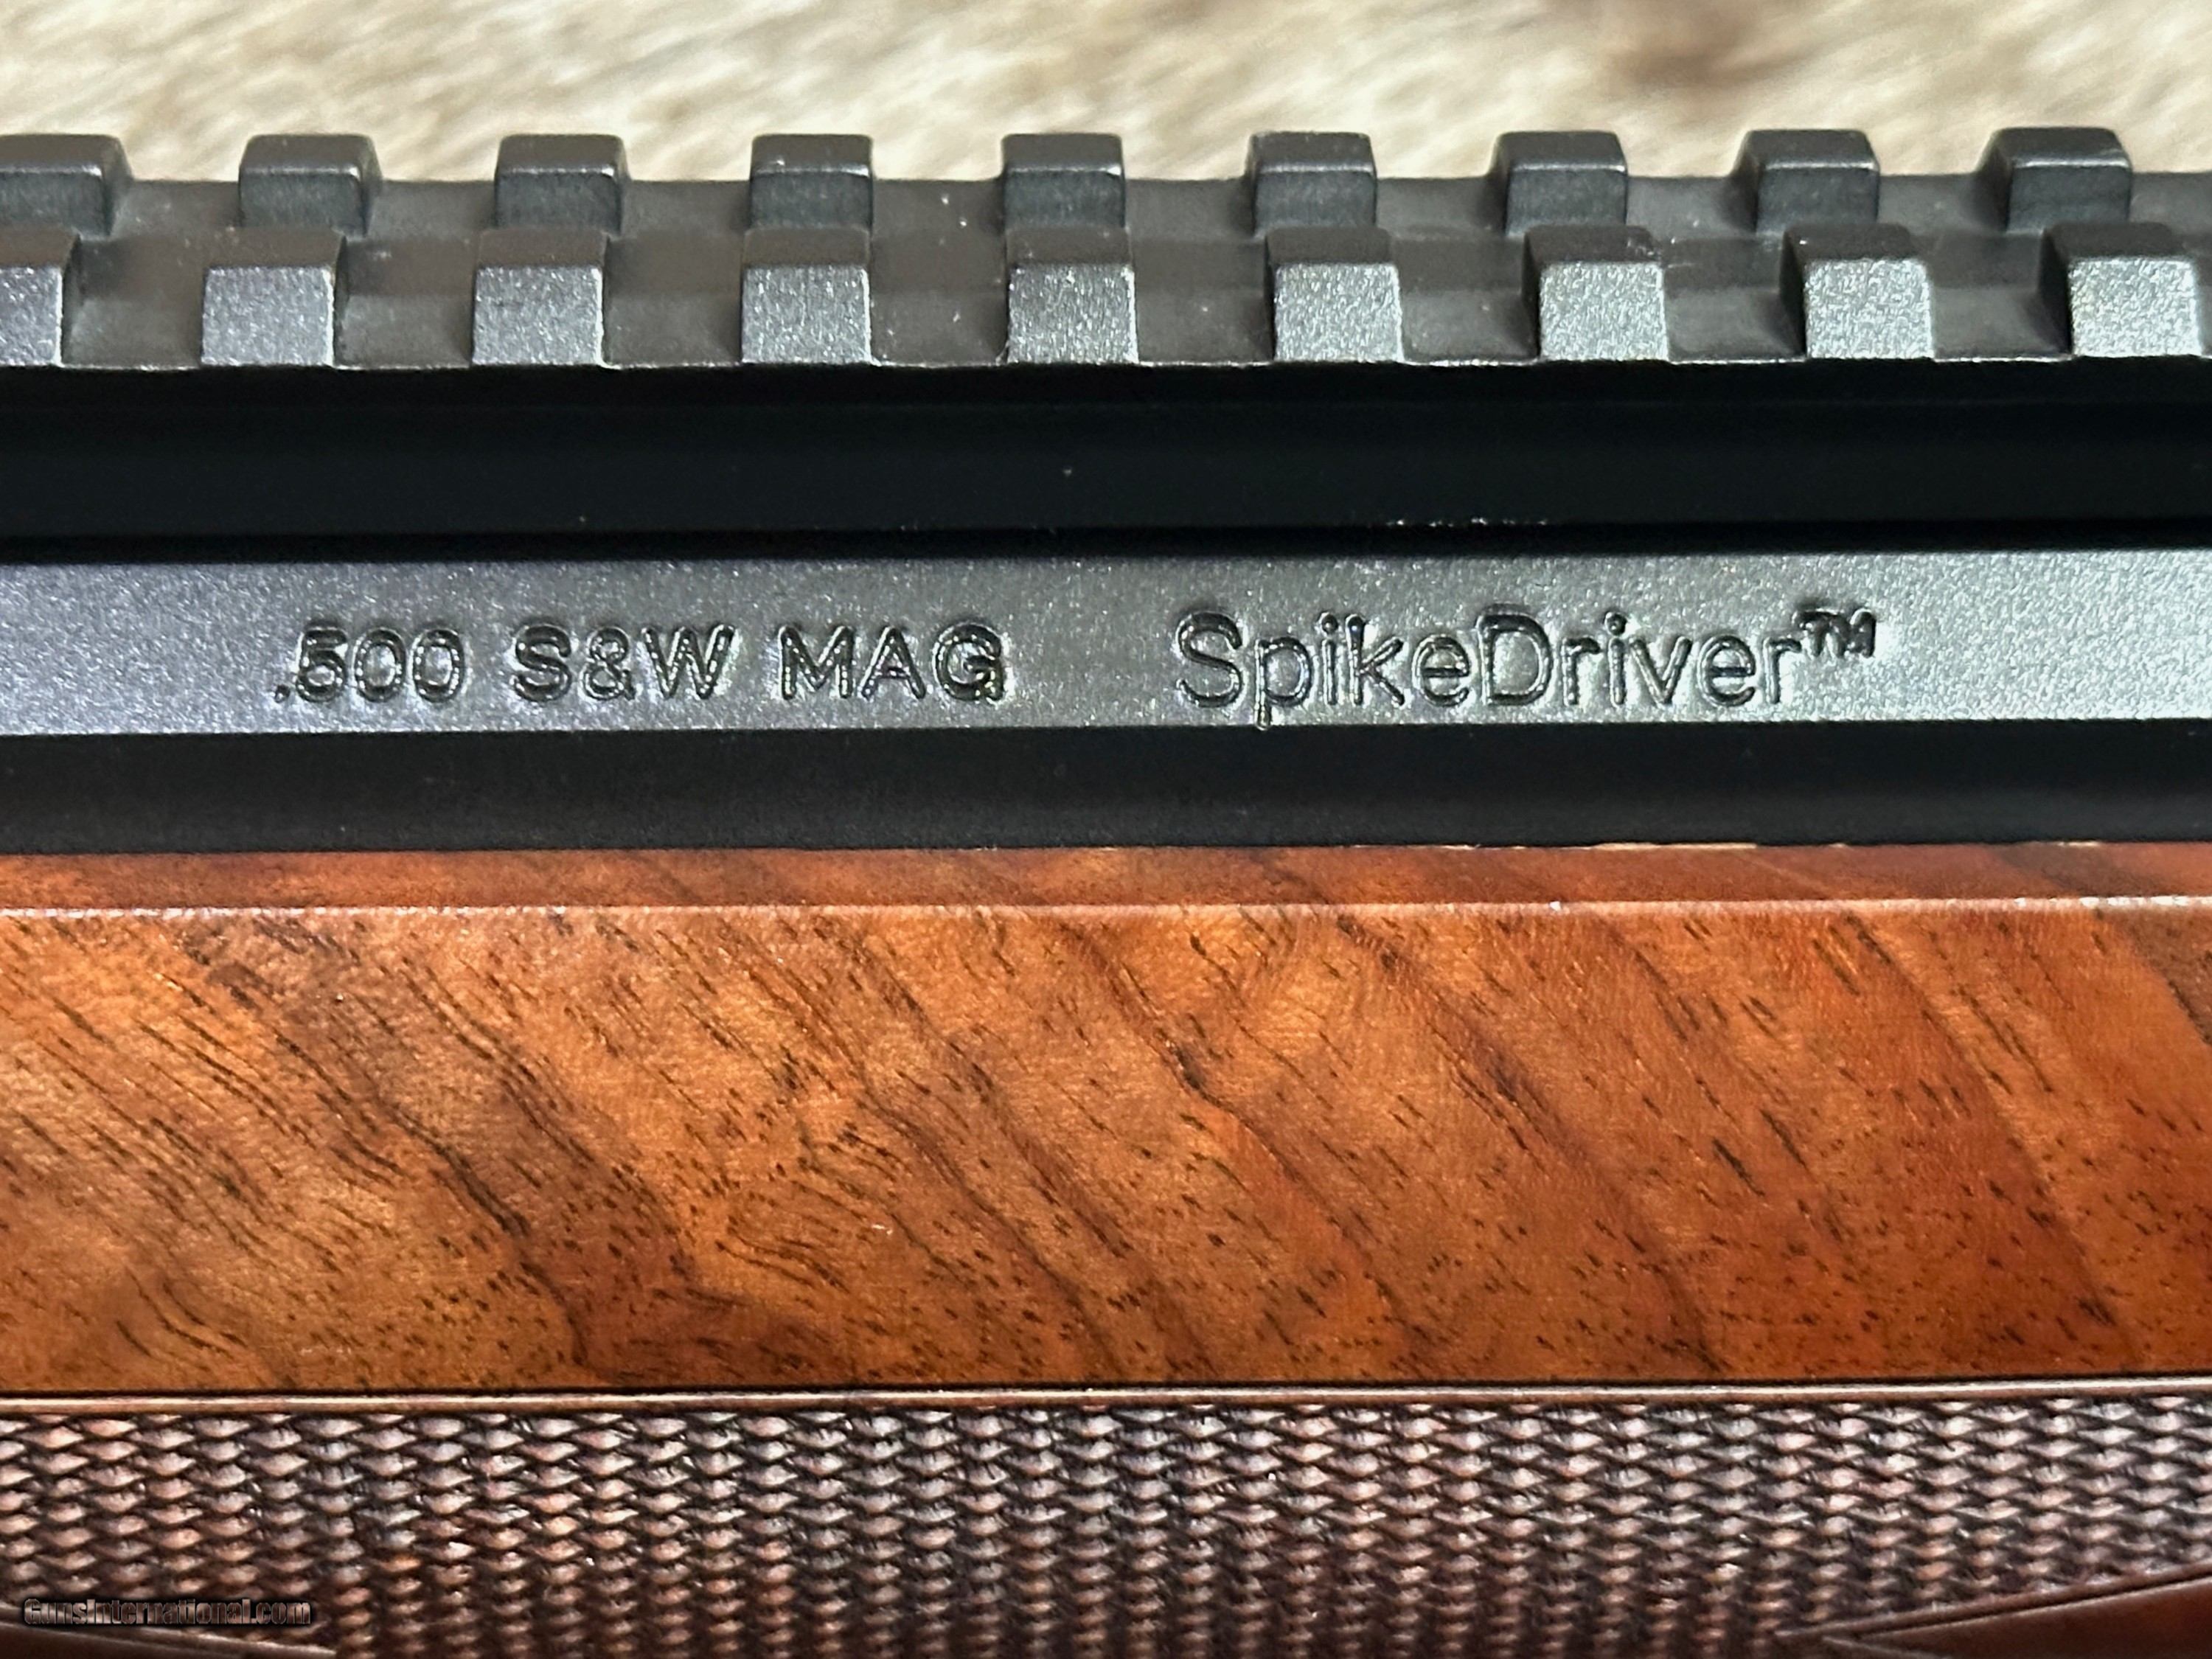 .500 S&W MAG SpikeDriver™
GunsInternational.com